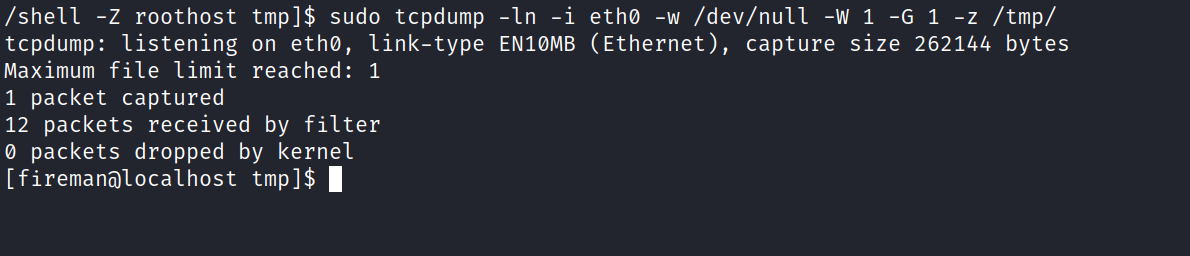 /shell -Z roothost tmp]$ sudo tcpdump -ln -i eth0 -w /dev/null -W 1 -G 1 -z /tmp/
tcpdump: listening on eth0, link-type EN10MB (Ethernet), capture size 262144 bytes
Maximum file limit reached: 1
1 packet captured
12 packets received by filter
0 packets dropped by kernel
[fireman@localhost tmp]$